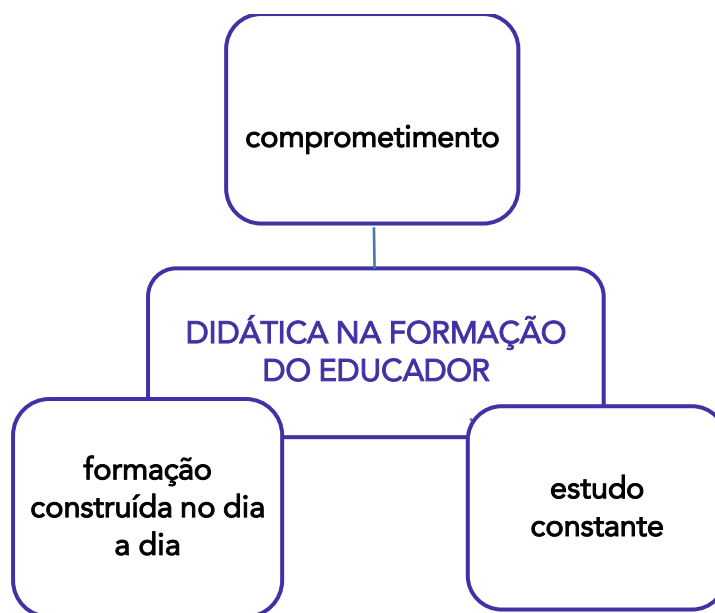 comprometimento
DIDÁTICA NA FORMAÇÃO
DO EDUCADOR
formação
construída no dia
a dia
estudo
constante